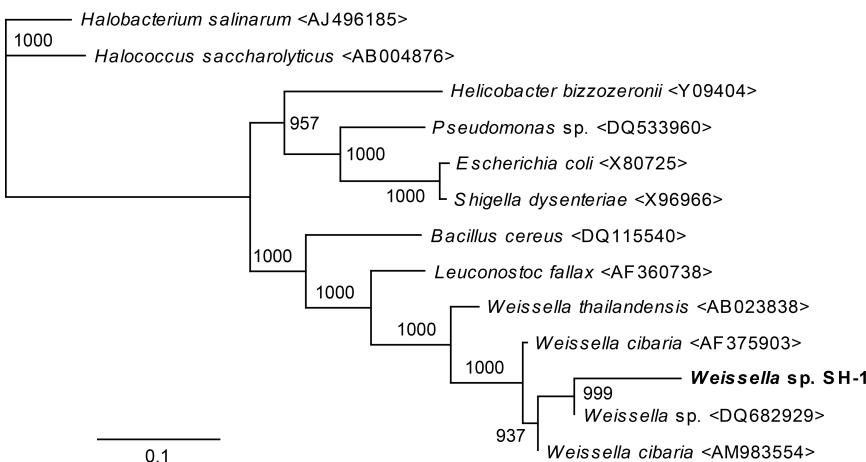 Halobacterium salinarum <AJ496185>
1000
Halococcus saccharolyticus <AB004876>
Helicobacter bizzozeronii <Y09404>
957
Pseudomonas sp. <DQ533960>
1000
Escherichia coli <X80725>
1000
Shigella dysenteriae <X96966>
Bacillus cereus <DQ115540>
1000
Leuconostoc fallax <AF360738>
1000
Weissella thailandensis <AB023838>
1000
Weissella cibaria <AF375903>
1000
Weissella sp. SH-1
999
Weissella sp. <DQ682929>
937
Weissella cibaria <AM983554>
0.1